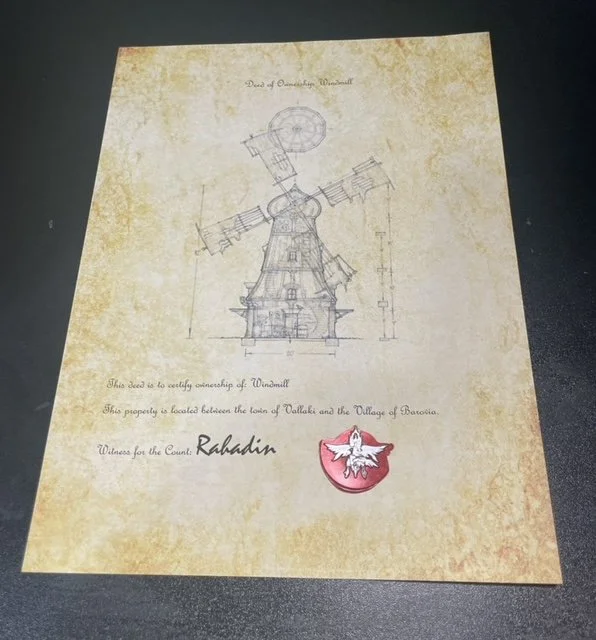 Deed of Ownership: Windmill
This deed is to certify ownership of: Windmill
This property is located between the town of Vallaki and the Village of Barovia.
Witness for the Count: Rahadin